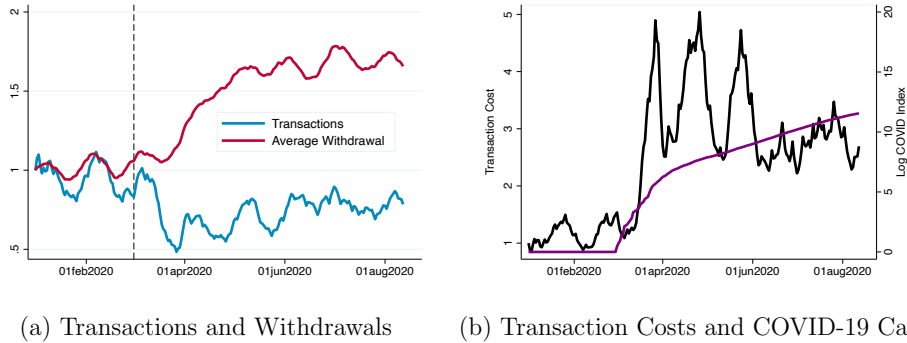 2
1.5
1
.5
Transactions
Average Withdrawal
01feb2020 01apr2020 01jun2020 01aug2020
(a) Transactions and Withdrawals
5
4
3
2
1
Transaction Cost
20
15
10
5
0
Log COVID Index
01feb2020 01apr2020 01jun2020 01aug2020
(b) Transaction Costs and COVID-19 Ca